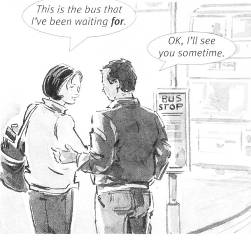 This is the bus that
I've been waiting for.
OK, I'll see
you sometime.
BUS
STOP